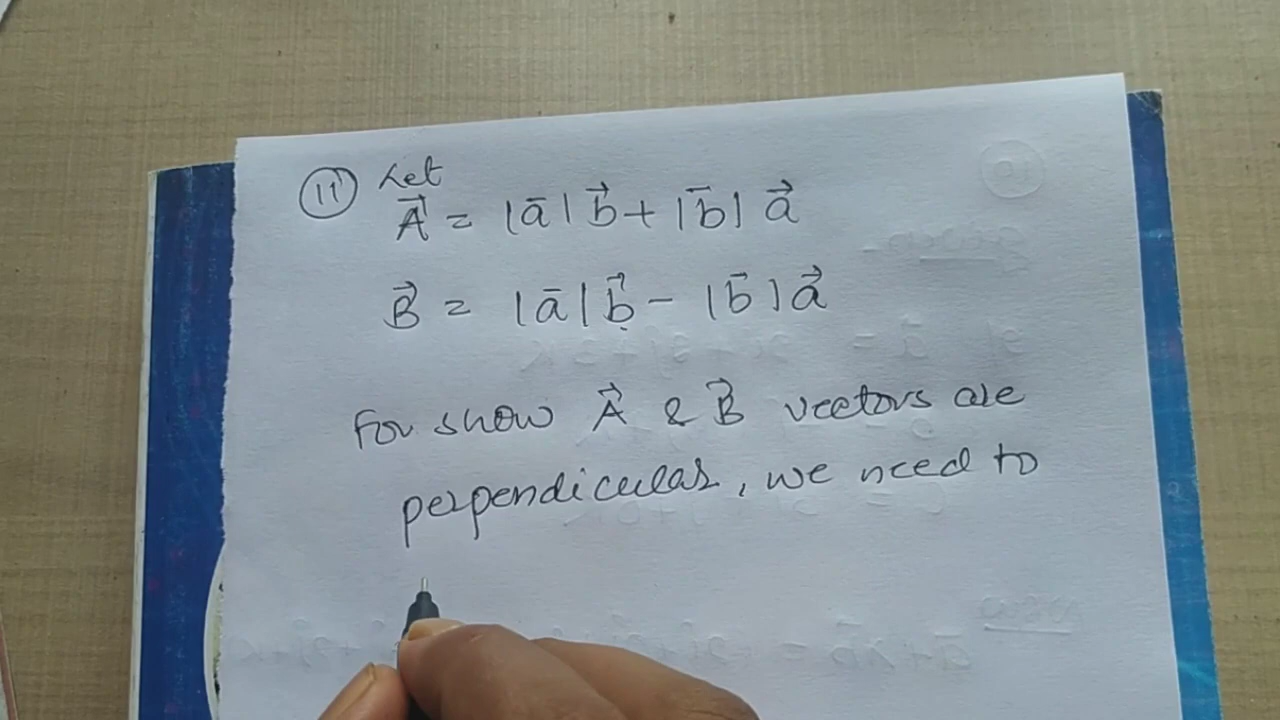 11 Let
A⃗ = |a̅| b⃗ + |b̅| a⃗
B⃗ = |a̅| b⃗ - |b̅| a⃗
For show A⃗ & B⃗ vectors are
perpendicular, we need to